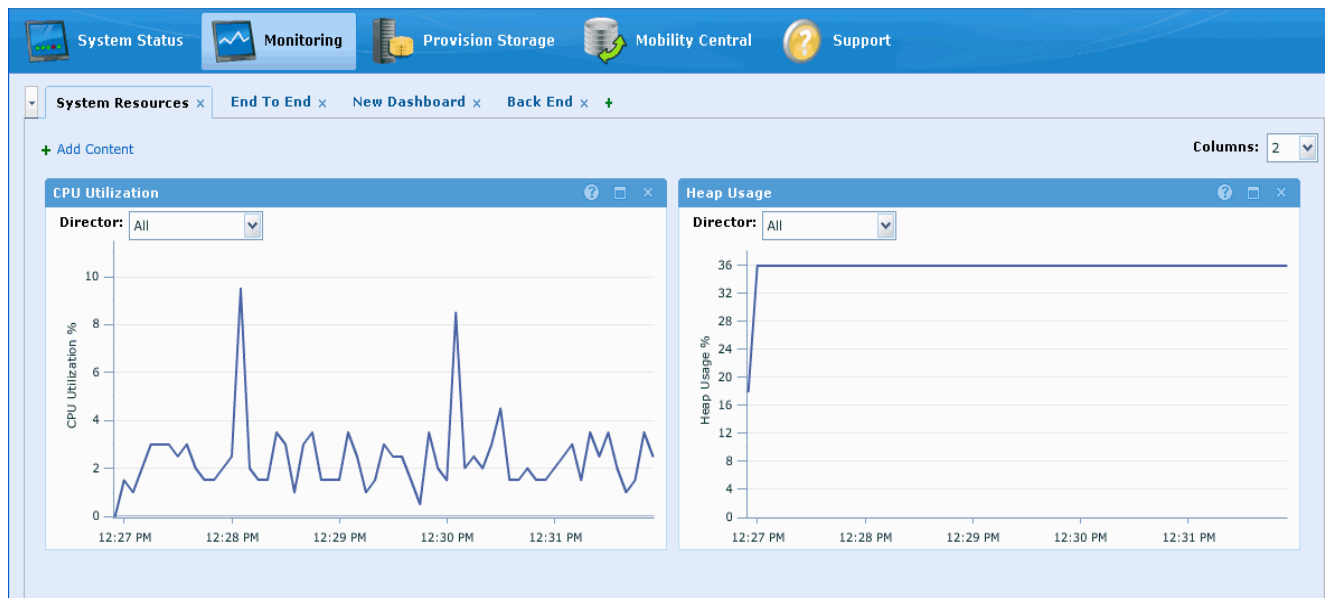 System Status Monitoring Provision Storage Mobility Central Support
System Resources × End To End × New Dashboard × Back End × +
+ Add Content
Columns: 2
CPU Utilization
Director: All
CPU Utilization %
10
8
6
4
2
0
12:27 PM 12:28 PM 12:29 PM 12:30 PM 12:31 PM
Heap Usage
Director: All
Heap Usage %
36
32
28
24
20
16
12
8
4
0
12:27 PM 12:28 PM 12:29 PM 12:30 PM 12:31 PM